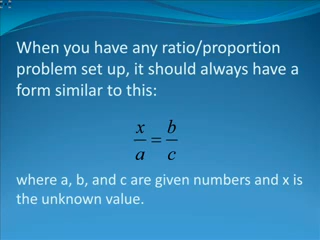 When you have any ratio/proportion
problem set up, it should always have a
form similar to this:
x/a = b/c
where a, b, and c are given numbers and x is
the unknown value.